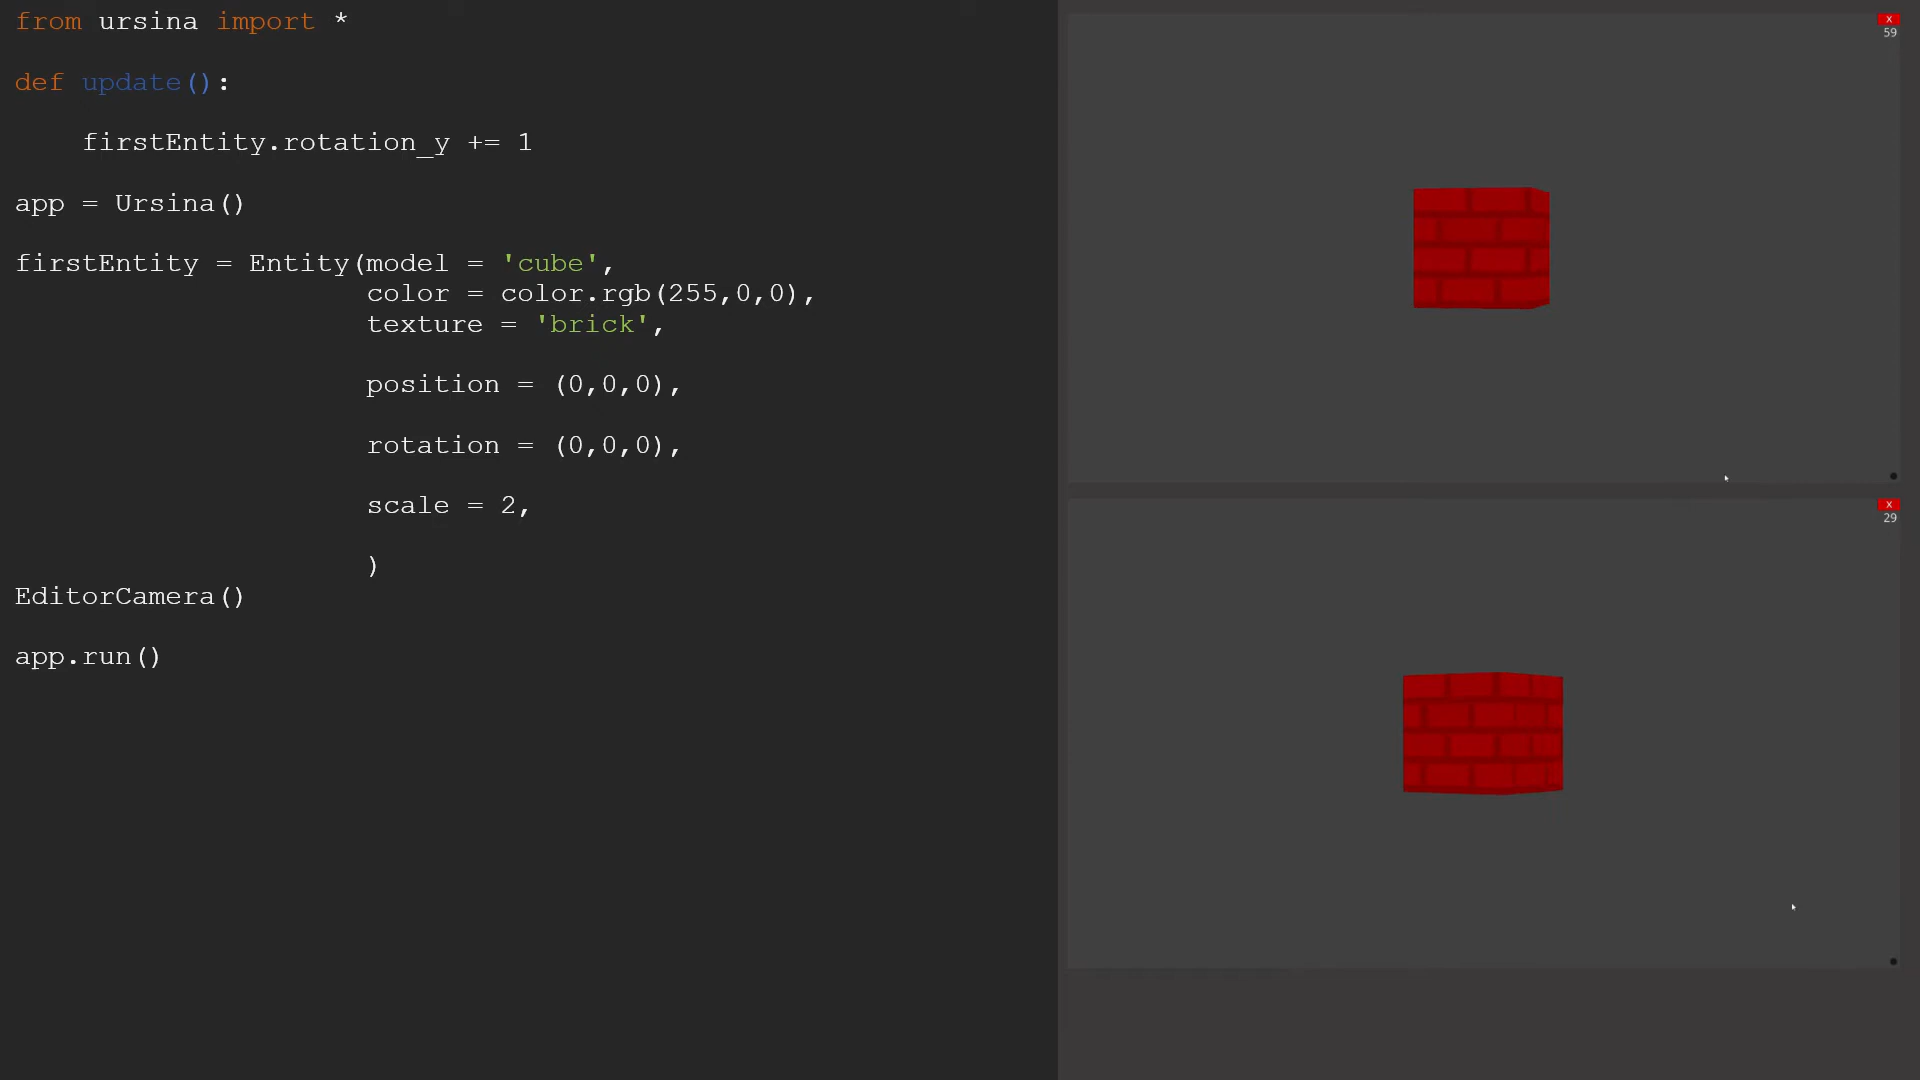 from ursina import *
def update():
firstEntity.rotation_y += 1
app = Ursina()
firstEntity = Entity(model = 'cube',
color = color.rgb(255,0,0),
texture = 'brick',
position = (0,0,0),
rotation = (0,0,0),
scale = 2,
)
EditorCamera()
app.run()
x
59
x
29